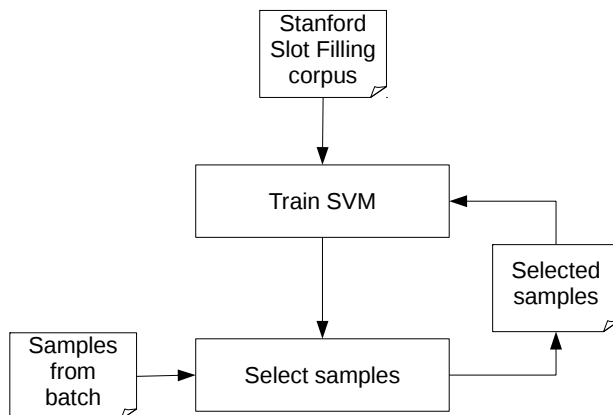 Stanford
Slot Filling
corpus
Train SVM
Selected
samples
Samples
from
batch
Select samples